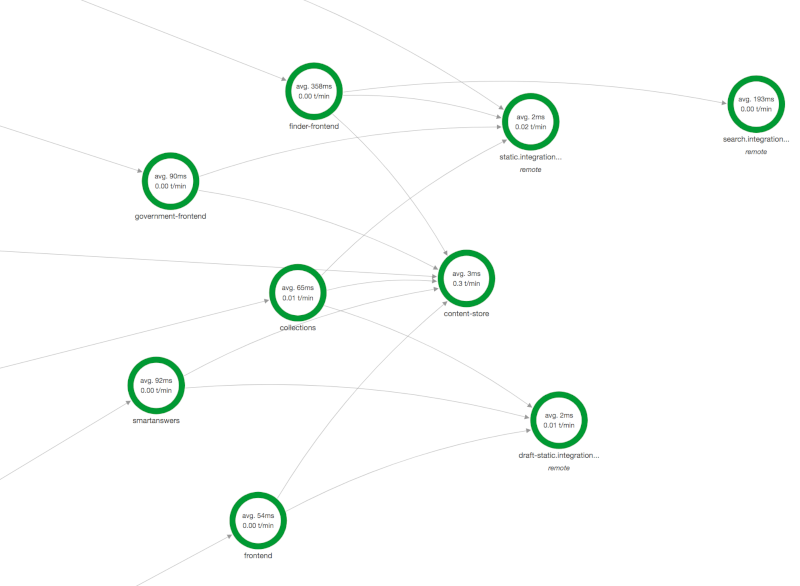 avg. 358ms
0.00 t/min
finder-frontend
avg. 193ms
0.00 t/min
search.integration...
remote
avg. 2ms
0.02 t/min
static.integration...
remote
avg. 90ms
0.00 t/min
government-frontend
avg. 3ms
0.3 t/min
content-store
avg. 65ms
0.01 t/min
collections
avg. 92ms
0.00 t/min
smartanswers
avg. 2ms
0.01 t/min
draft-static.integration...
remote
avg. 54ms
0.00 t/min
frontend